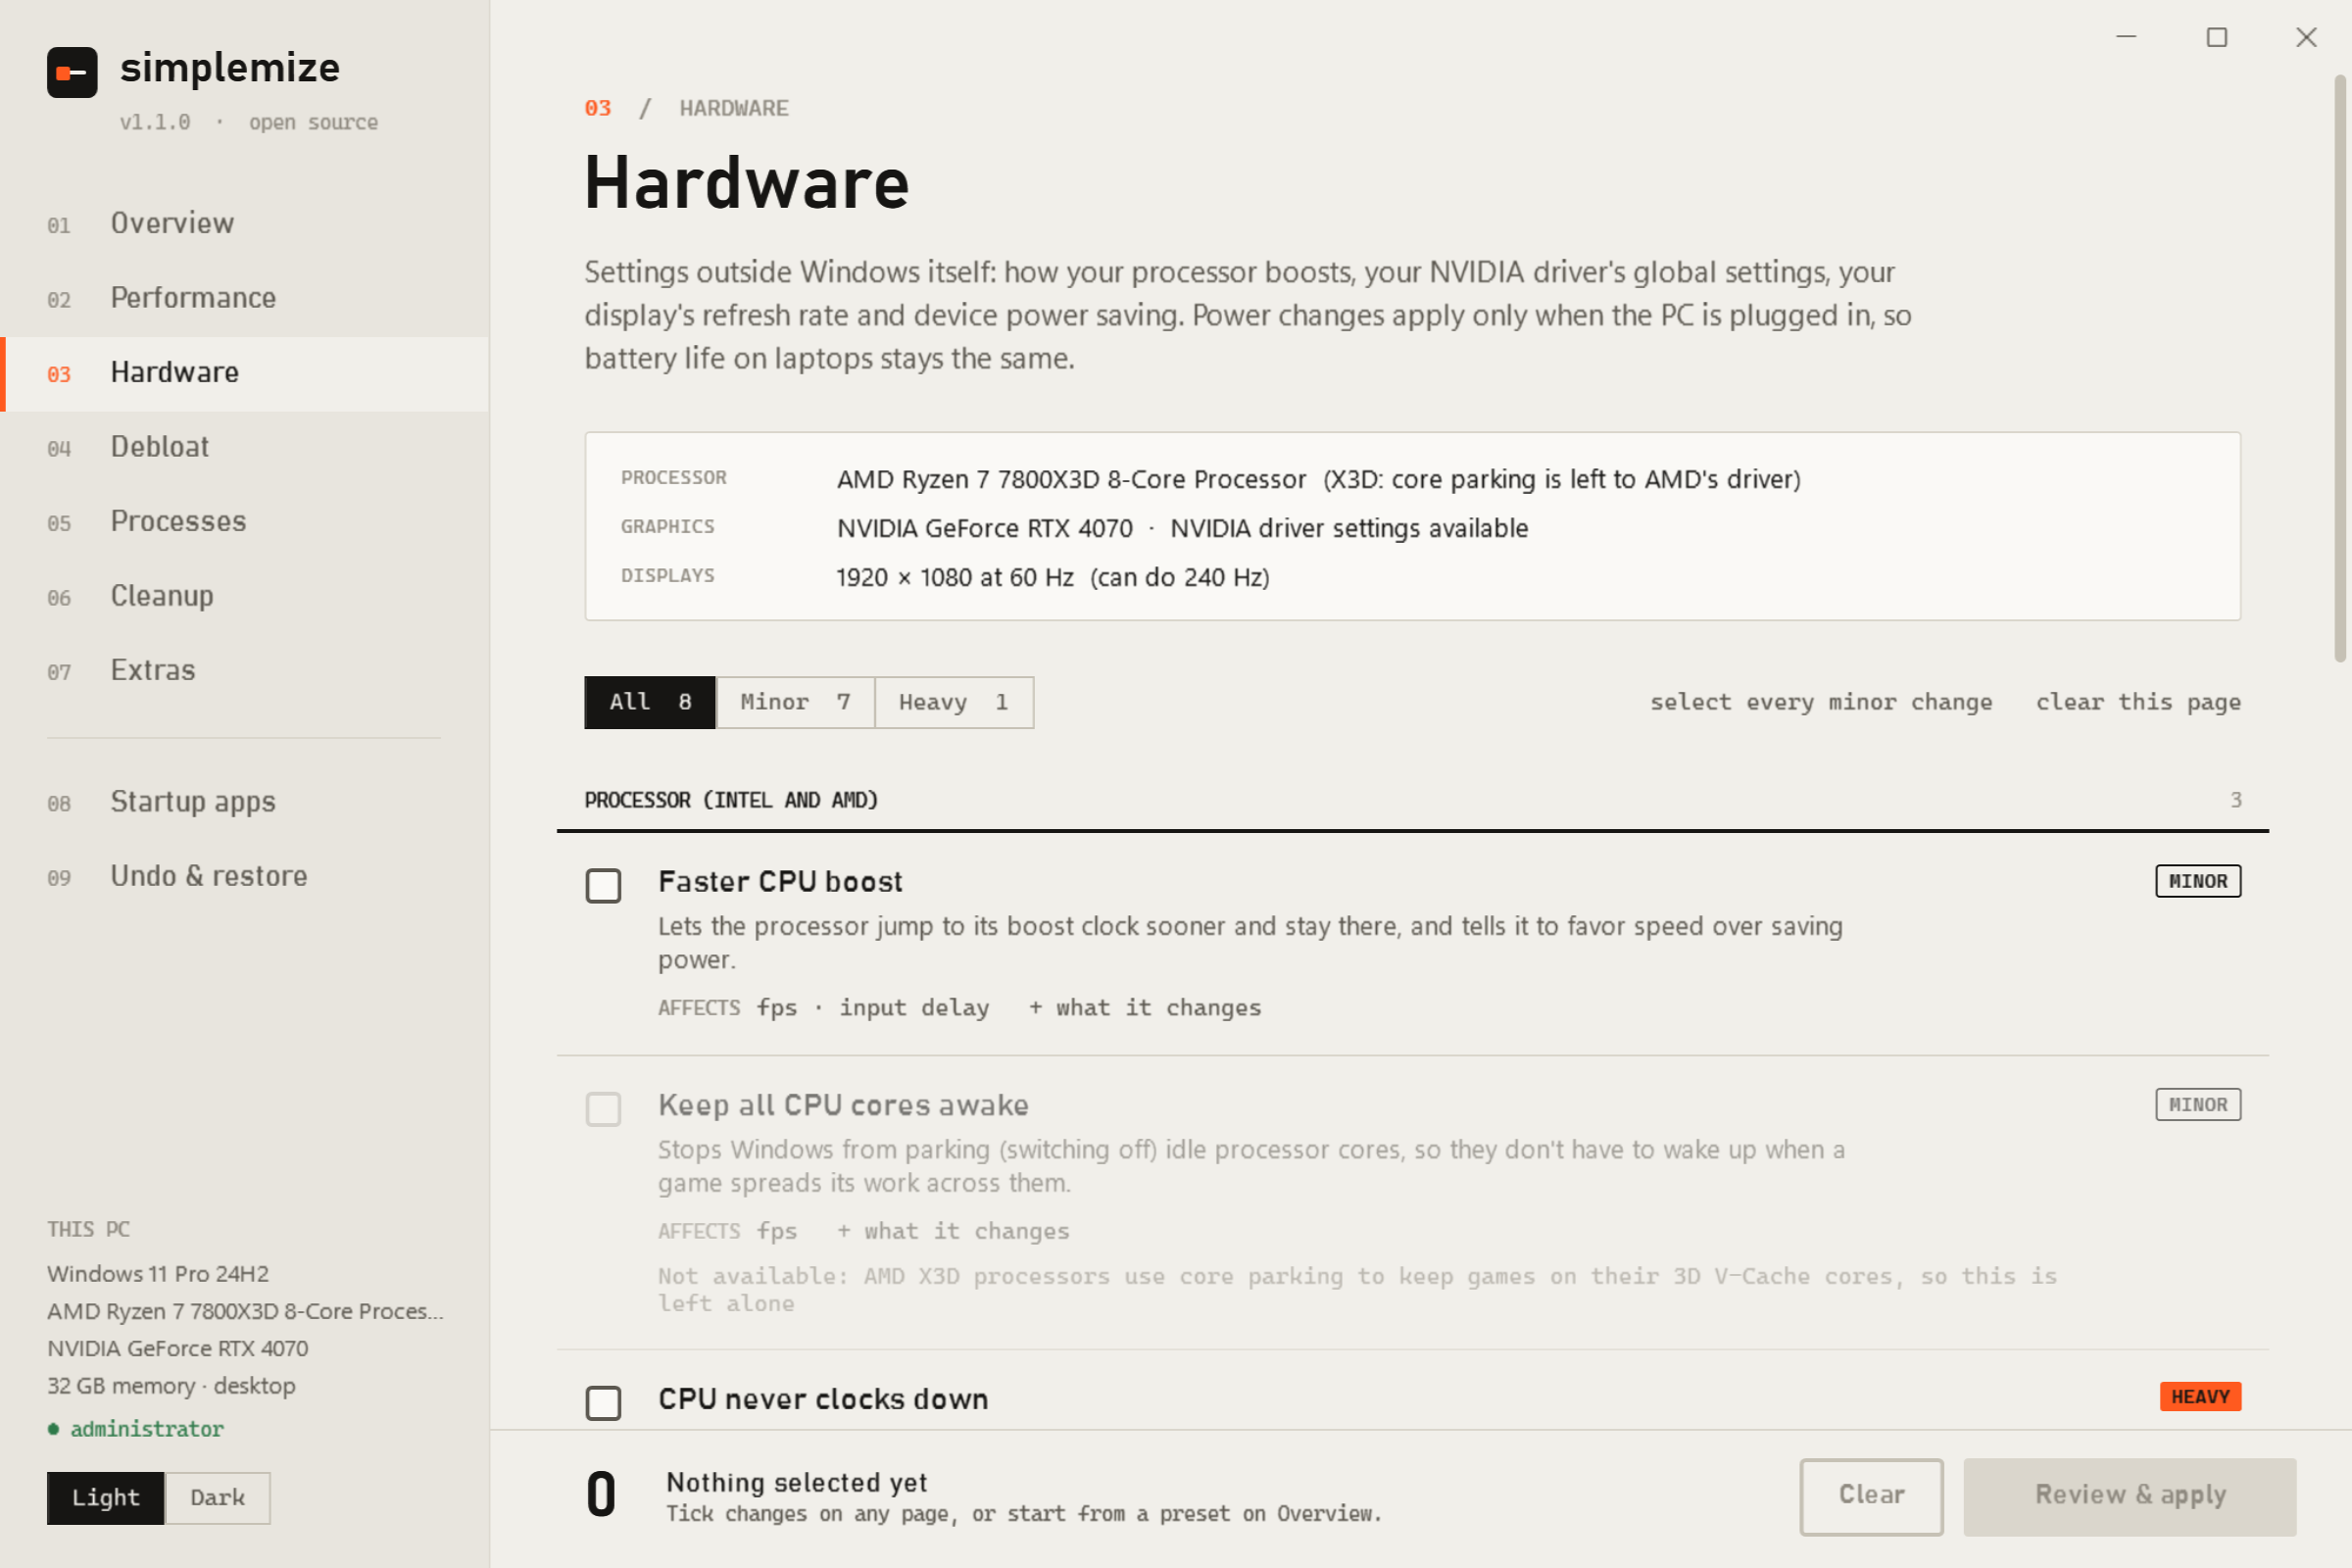 simplemize
v1.1.0 · open source
01 Overview
02 Performance
03 Hardware
04 Debloat
05 Processes
06 Cleanup
07 Extras
08 Startup apps
09 Undo & restore
THIS PC
Windows 11 Pro 24H2
AMD Ryzen 7 7800X3D 8-Core Proces...
NVIDIA GeForce RTX 4070
32 GB memory · desktop
administrator
Light Dark
03 / HARDWARE
Hardware
Settings outside Windows itself: how your processor boosts, your NVIDIA driver's global settings, your
display's refresh rate and device power saving. Power changes apply only when the PC is plugged in, so
battery life on laptops stays the same.
PROCESSOR AMD Ryzen 7 7800X3D 8-Core Processor (X3D: core parking is left to AMD's driver)
GRAPHICS NVIDIA GeForce RTX 4070 · NVIDIA driver settings available
DISPLAYS 1920 × 1080 at 60 Hz (can do 240 Hz)
All 8 Minor 7 Heavy 1 select every minor change clear this page
PROCESSOR (INTEL AND AMD) 3
Faster CPU boost MINOR
Lets the processor jump to its boost clock sooner and stay there, and tells it to favor speed over saving
power.
AFFECTS fps · input delay + what it changes
Keep all CPU cores awake MINOR
Stops Windows from parking (switching off) idle processor cores, so they don't have to wake up when a
game spreads its work across them.
AFFECTS fps + what it changes
Not available: AMD X3D processors use core parking to keep games on their 3D V-Cache cores, so this is
left alone
CPU never clocks down HEAVY
0 Nothing selected yet
Tick changes on any page, or start from a preset on Overview.
Clear Review & apply